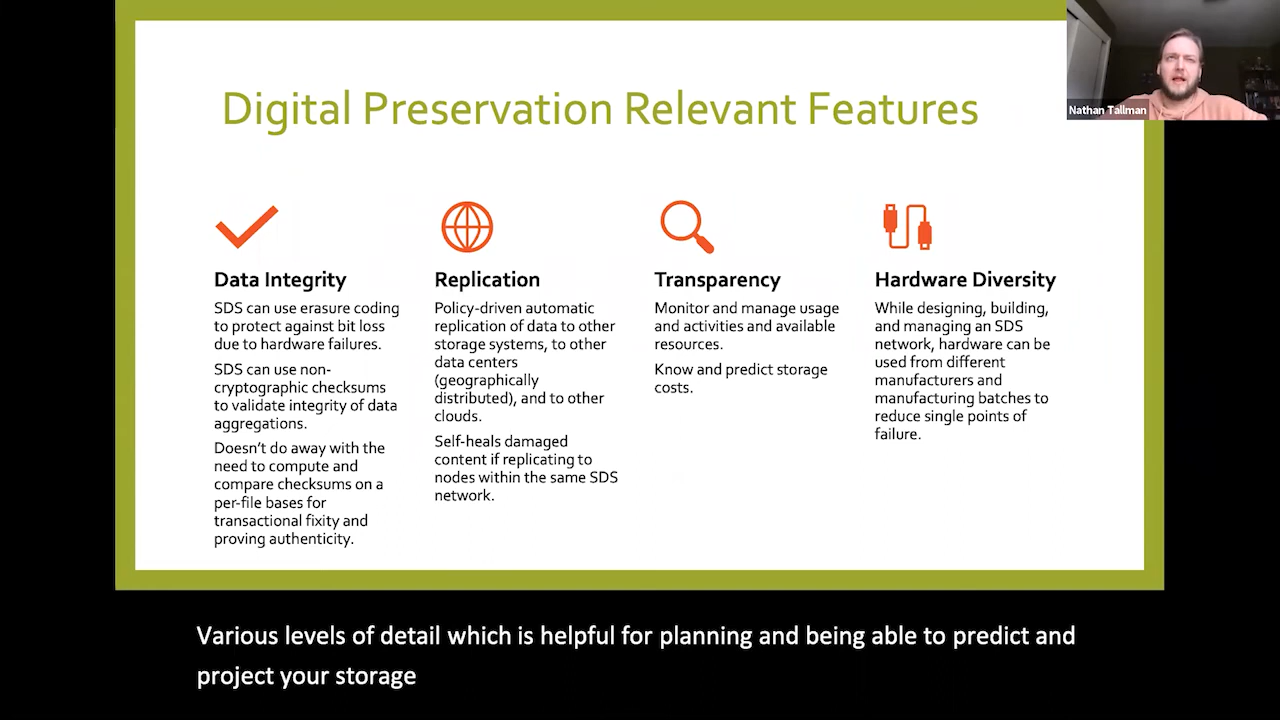 Digital Preservation Relevant Features
Nathan Tallman
Data Integrity
SDS can use erasure coding
to protect against bit loss
due to hardware failures.
SDS can use non-
cryptographic checksums
to validate integrity of data
aggregations.
Doesn’t do away with the
need to compute and
compare checksums on a
per-file bases for
transactional fixity and
proving authenticity.
Replication
Policy-driven automatic
replication of data to other
storage systems, to other
data centers
(geographically
distributed), and to other
clouds.
Self-heals damaged
content if replicating to
nodes within the same SDS
network.
Transparency
Monitor and manage usage
and activities and available
resources.
Know and predict storage
costs.
Hardware Diversity
While designing, building,
and managing an SDS
network, hardware can be
used from different
manufacturers and
manufacturing batches to
reduce single points of
failure.
Various levels of detail which is helpful for planning and being able to predict and
project your storage